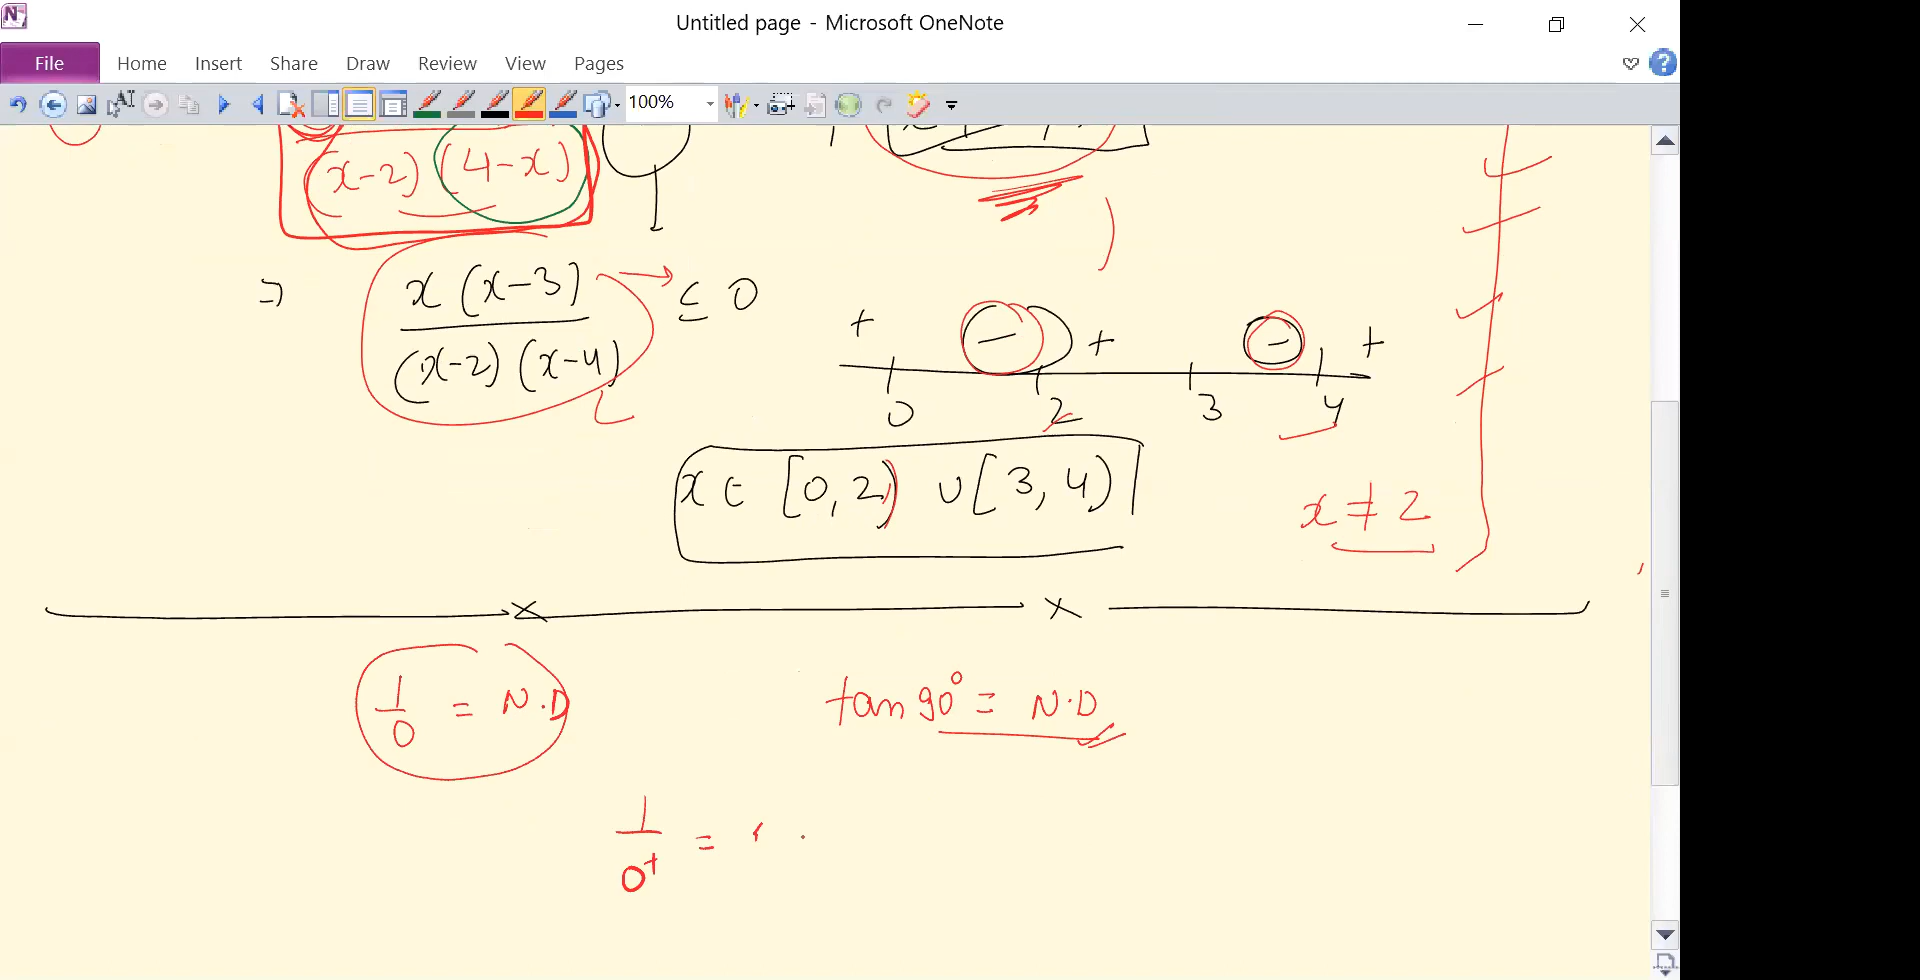 Untitled page - Microsoft OneNote
File Home Insert Share Draw Review View Pages
100%
(x-2) (4-x)
⇒ x (x-3) / (x-2) (x-4) ≤ 0
+ - + - +
0 2 3 4
x ∈ [0, 2) ∪ [3, 4)
x ≠ 2
1/0 = N.D
tan 90° = N.D
1/0⁺ =